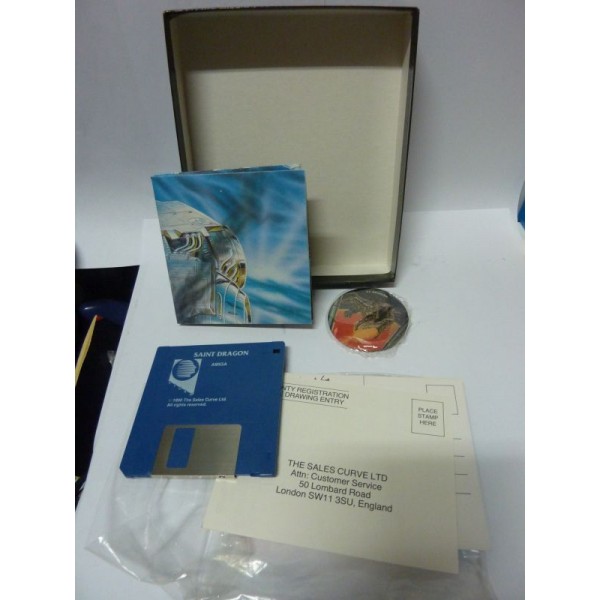 SAINT DRAGON
AMIGA
© 1990 The Sales Curve Ltd
All rights reserved.
NTY REGISTRATION
DRAWING ENTRY
PLACE
STAMP
HERE
THE SALES CURVE LTD
Attn: Customer Service
50 Lombard Road
London SW11 3SU, England